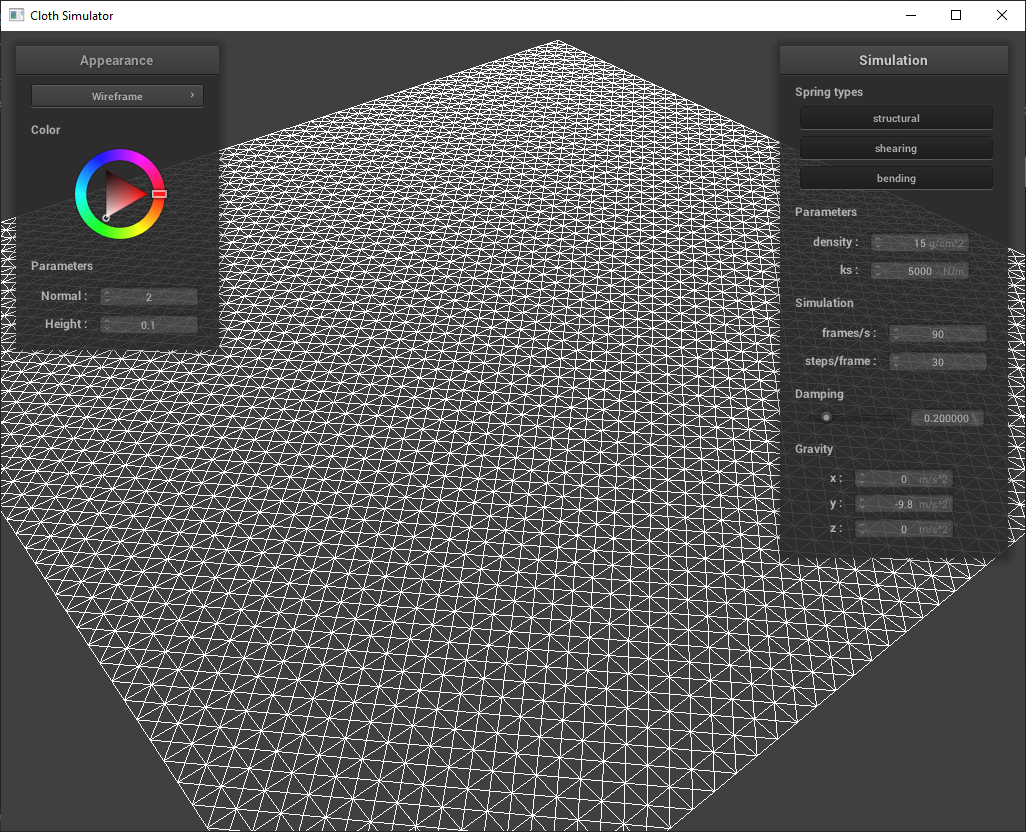 Cloth Simulator
Appearance
Wireframe
Color
Parameters
Normal : 2
Height : 0.1
Simulation
Spring types
structural
shearing
bending
Parameters
density : 15 g/cm^2
ks : 5000 N/m
Simulation
frames/s : 90
steps/frame : 30
Damping
0.200000 %
Gravity
x : 0 m/s^2
y : -9.8 m/s^2
z : 0 m/s^2